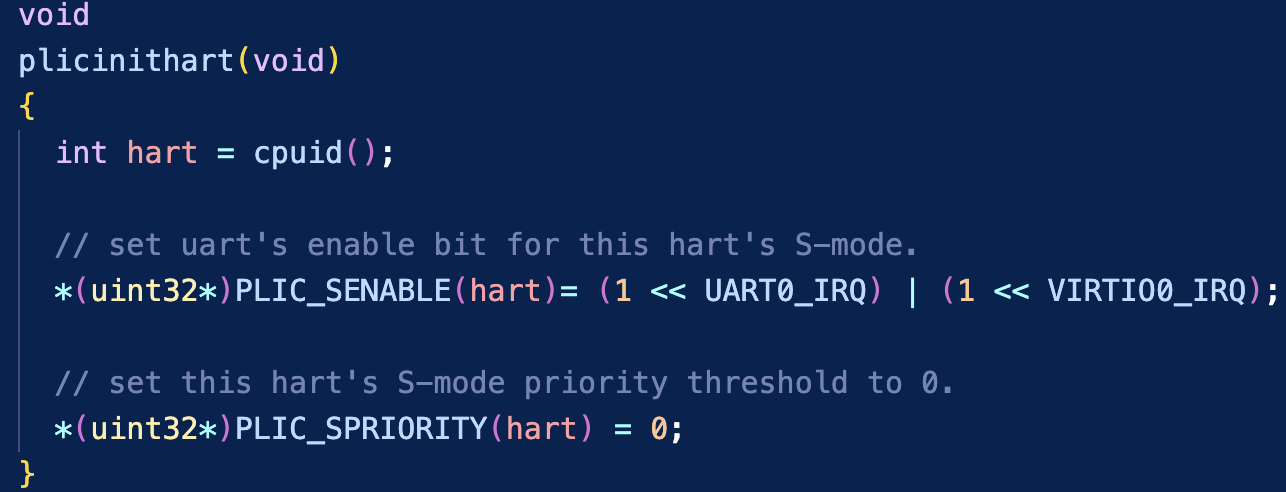 void
plicinithart(void)
{
  int hart = cpuid();

  // set uart's enable bit for this hart's S-mode.
  *(uint32*)PLIC_SENABLE(hart)= (1 << UART0_IRQ) | (1 << VIRTIO0_IRQ);

  // set this hart's S-mode priority threshold to 0.
  *(uint32*)PLIC_SPRIORITY(hart) = 0;
}